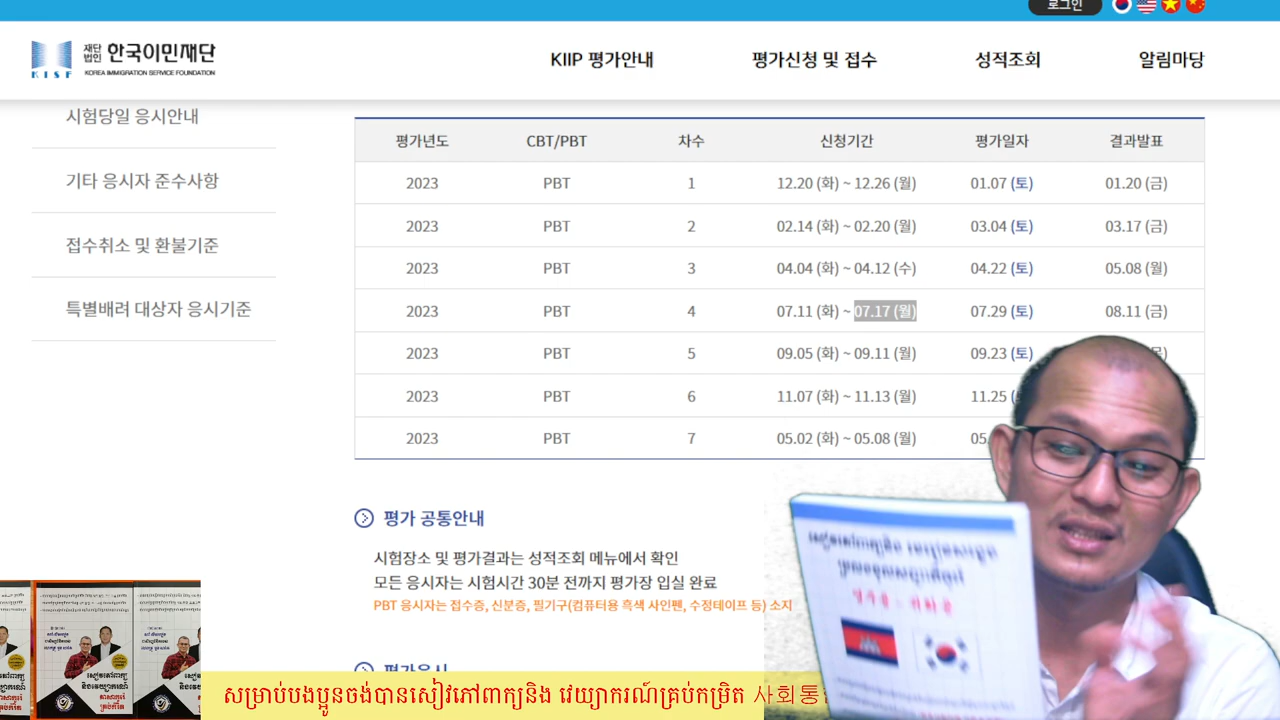 로그인
재단법인 한국이민재단
KISF KOREA IMMIGRATION SERVICE FOUNDATION
KIIP 평가안내 평가신청 및 접수 성적조회 알림마당
시험당일 응시안내
기타 응시자 준수사항
접수취소 및 환불기준
특별배려 대상자 응시기준
평가년도 CBT/PBT 차수 신청기간 평가일자 결과발표
2023 PBT 1 12.20 (화) ~ 12.26 (월) 01.07 (토) 01.20 (금)
2023 PBT 2 02.14 (화) ~ 02.20 (월) 03.04 (토) 03.17 (금)
2023 PBT 3 04.04 (화) ~ 04.12 (수) 04.22 (토) 05.08 (월)
2023 PBT 4 07.11 (화) ~ 07.17 (월) 07.29 (토) 08.11 (금)
2023 PBT 5 09.05 (화) ~ 09.11 (월) 09.23 (토)
2023 PBT 6 11.07 (화) ~ 11.13 (월) 11.25
2023 PBT 7 05.02 (화) ~ 05.08 (월) 05.
평가 공통안내
시험장소 및 평가결과는 성적조회 메뉴에서 확인
모든 응시자는 시험시간 30분 전까지 평가장 입실 완료
PBT 응시자는 접수증, 신분증, 필기구(컴퓨터용 흑색 사인펜, 수정테이프 등) 소지
សម្រាប់បងប្អូនចង់បានសៀវភៅពាក្យនិង វេយ្យាករណ៍គ្រប់កម្រិត 사회통